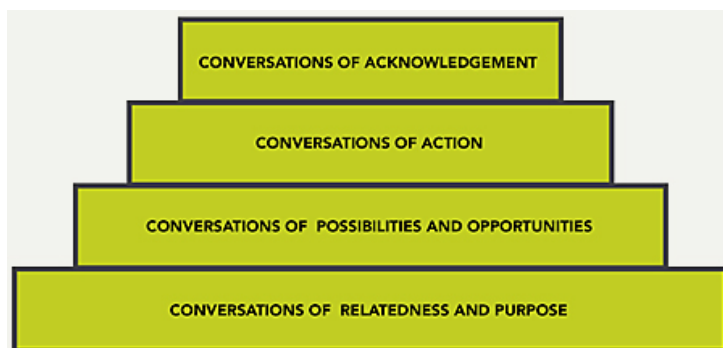 CONVERSATIONS OF ACKNOWLEDGEMENT
CONVERSATIONS OF ACTION
CONVERSATIONS OF POSSIBILITIES AND OPPORTUNITIES
CONVERSATIONS OF RELATEDNESS AND PURPOSE